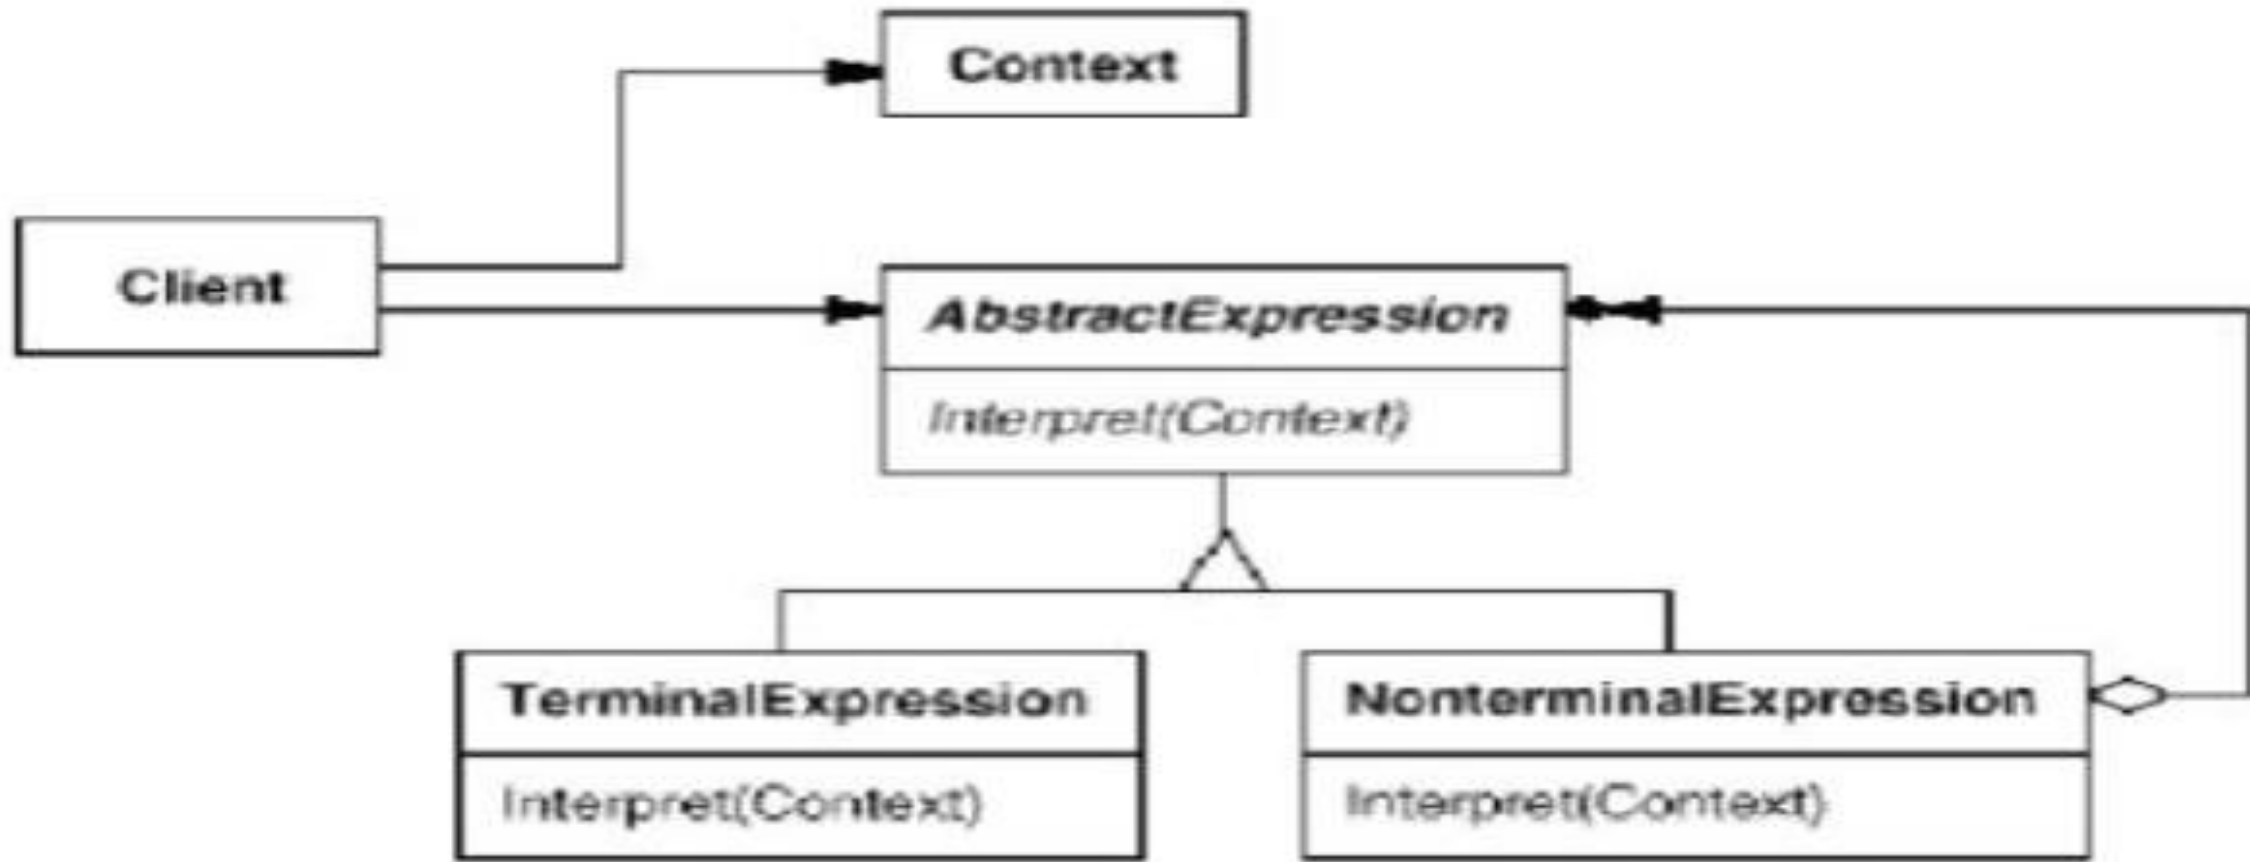 Context
Client
AbstractExpression
Interpret(Context)
TerminalExpression
Interpret(Context)
NonterminalExpression
Interpret(Context)